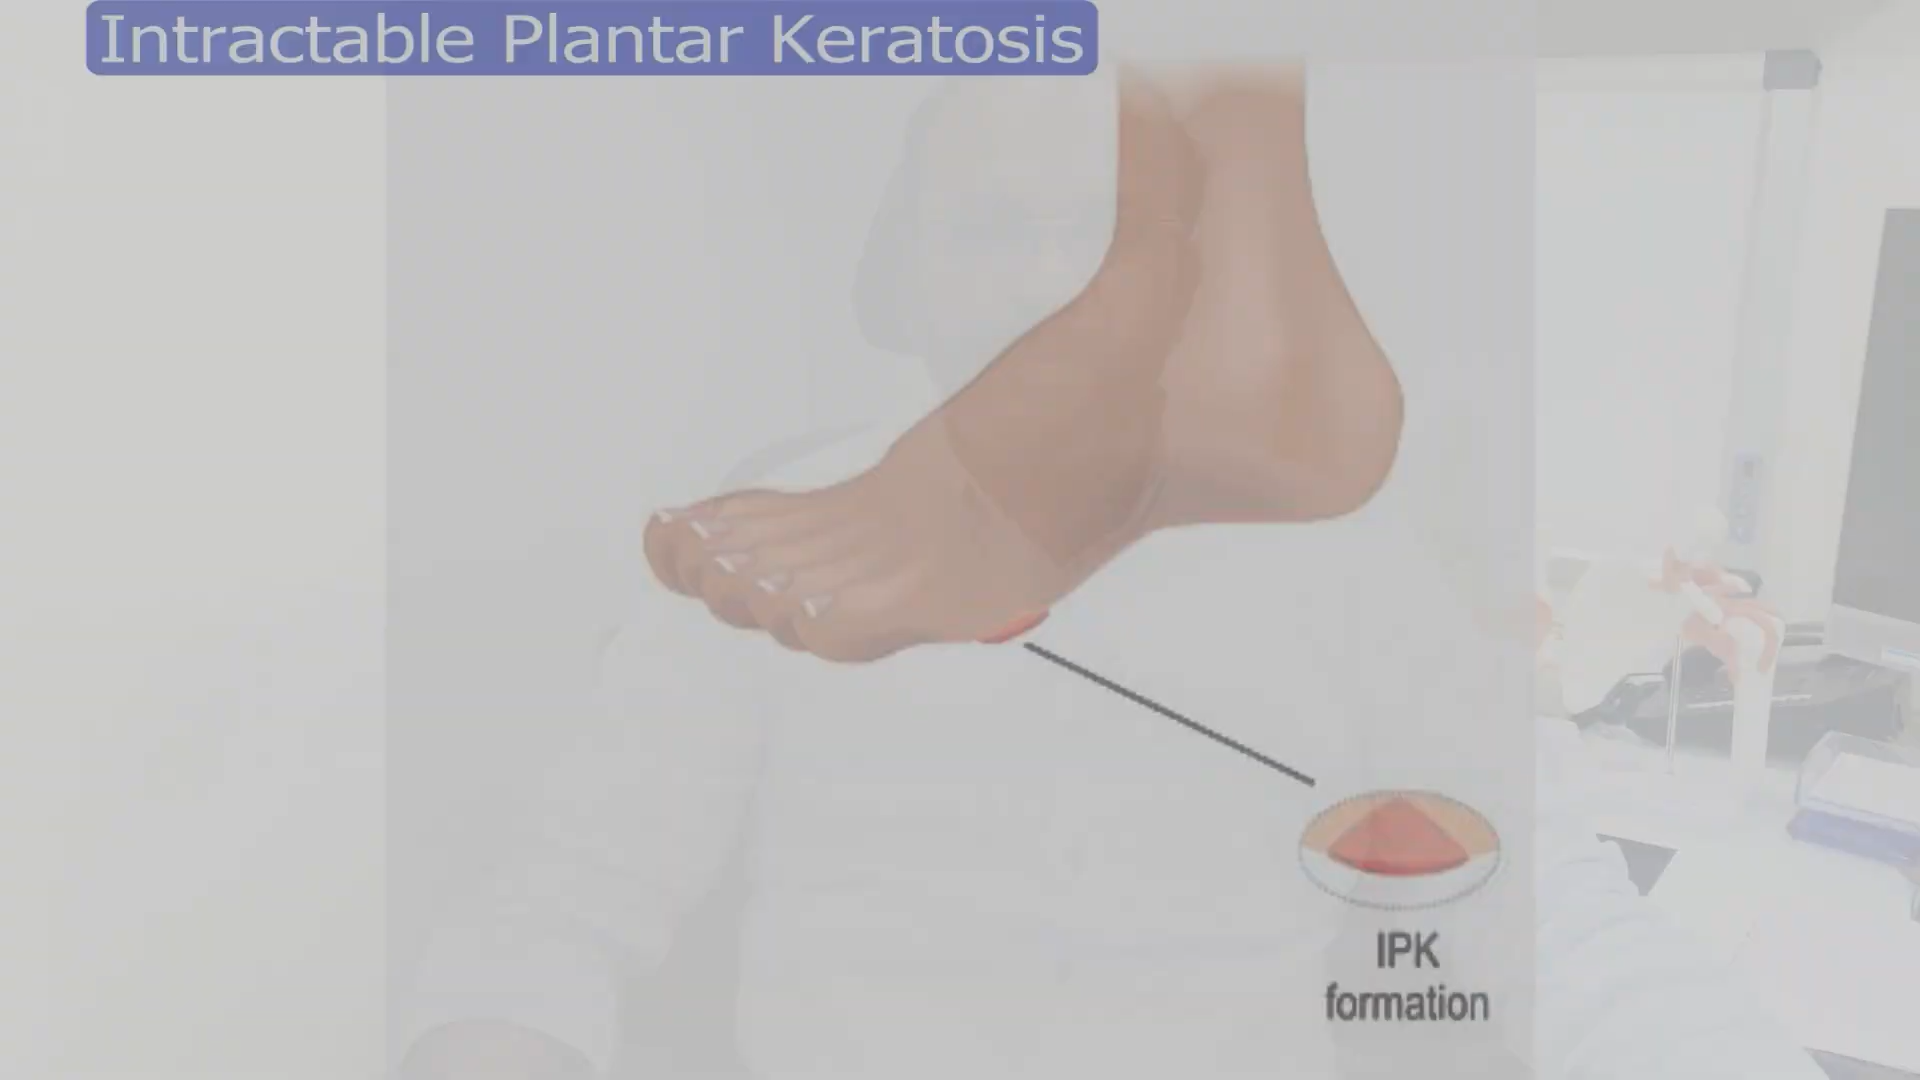 Intractable Plantar Keratosis
IPK
formation